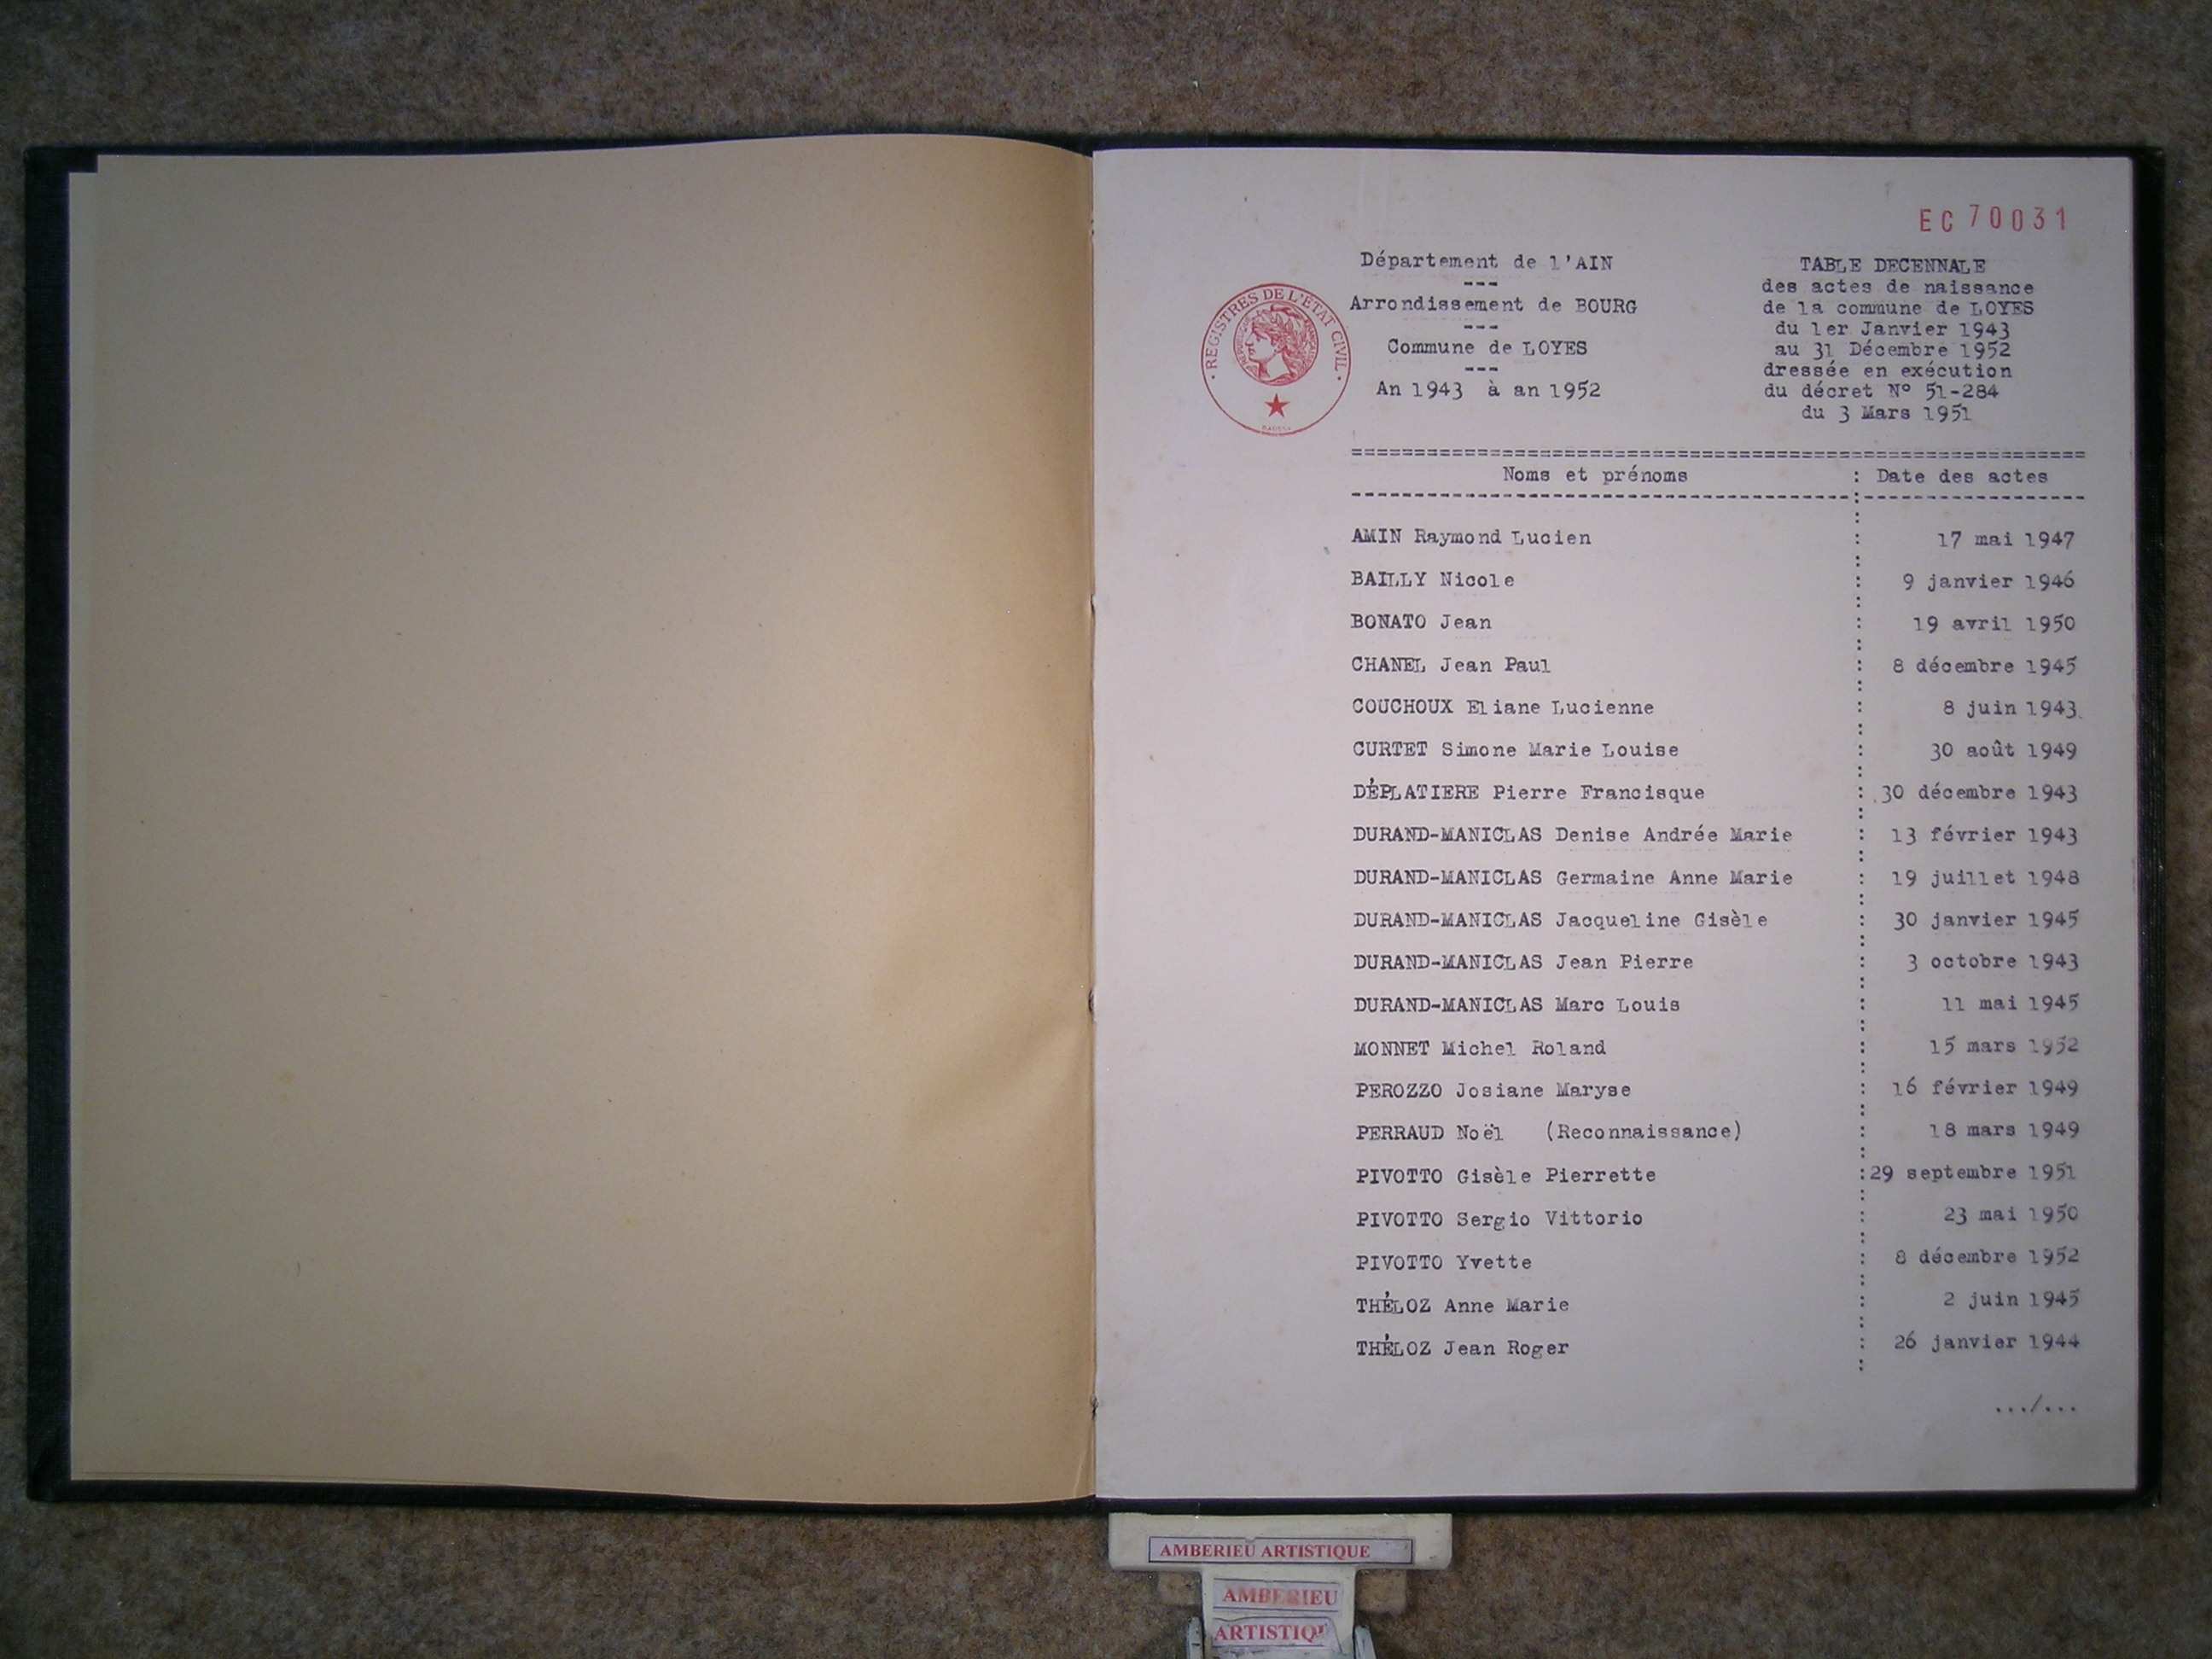 EC 70031
Département de l'AIN
---
Arrondissement de BOURG
---
Commune de LOYES
---
An 1943 à an 1952
REGISTRES DE L'ÉTAT CIVIL
TABLE DECENNALE
des actes de naissance
de la commune de LOYES
du 1er Janvier 1943
au 31 Décembre 1952
dressée en exécution
du décret N° 51-284
du 3 Mars 1951
Noms et prénoms : Date des actes
AMIN Raymond Lucien : 17 mai 1947
BAILLY Nicole : 9 janvier 1946
BONATO Jean : 19 avril 1950
CHANEL Jean Paul : 8 décembre 1945
COUCHOUX Eliane Lucienne : 8 juin 1943
CURTET Simone Marie Louise : 30 août 1949
DÉPLATIERE Pierre Francisque : 30 décembre 1943
DURAND-MANICLAS Denise Andrée Marie : 13 février 1943
DURAND-MANICLAS Germaine Anne Marie : 19 juillet 1948
DURAND-MANICLAS Jacqueline Gisèle : 30 janvier 1945
DURAND-MANICLAS Jean Pierre : 3 octobre 1943
DURAND-MANICLAS Marc Louis : 11 mai 1945
MONNET Michel Roland : 15 mars 1952
PEROZZO Josiane Maryse : 16 février 1949
PERRAUD Noël (Reconnaissance) : 18 mars 1949
PIVOTTO Gisèle Pierrette : 29 septembre 1951
PIVOTTO Sergio Vittorio : 23 mai 1950
PIVOTTO Yvette : 8 décembre 1952
THÉLOZ Anne Marie : 2 juin 1945
THÉLOZ Jean Roger : 26 janvier 1944
.../...
AMBERIEU ARTISTIQUE
AMBERIEU
ARTISTIQU